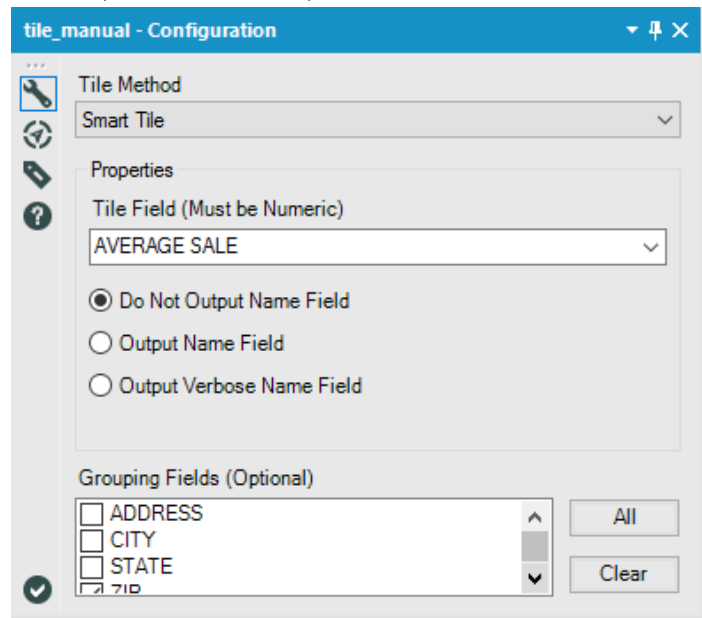 tile_manual - Configuration
Tile Method
Smart Tile
Properties
Tile Field (Must be Numeric)
AVERAGE SALE
Do Not Output Name Field
Output Name Field
Output Verbose Name Field
Grouping Fields (Optional)
ADDRESS
CITY
STATE
ZIP
All
Clear